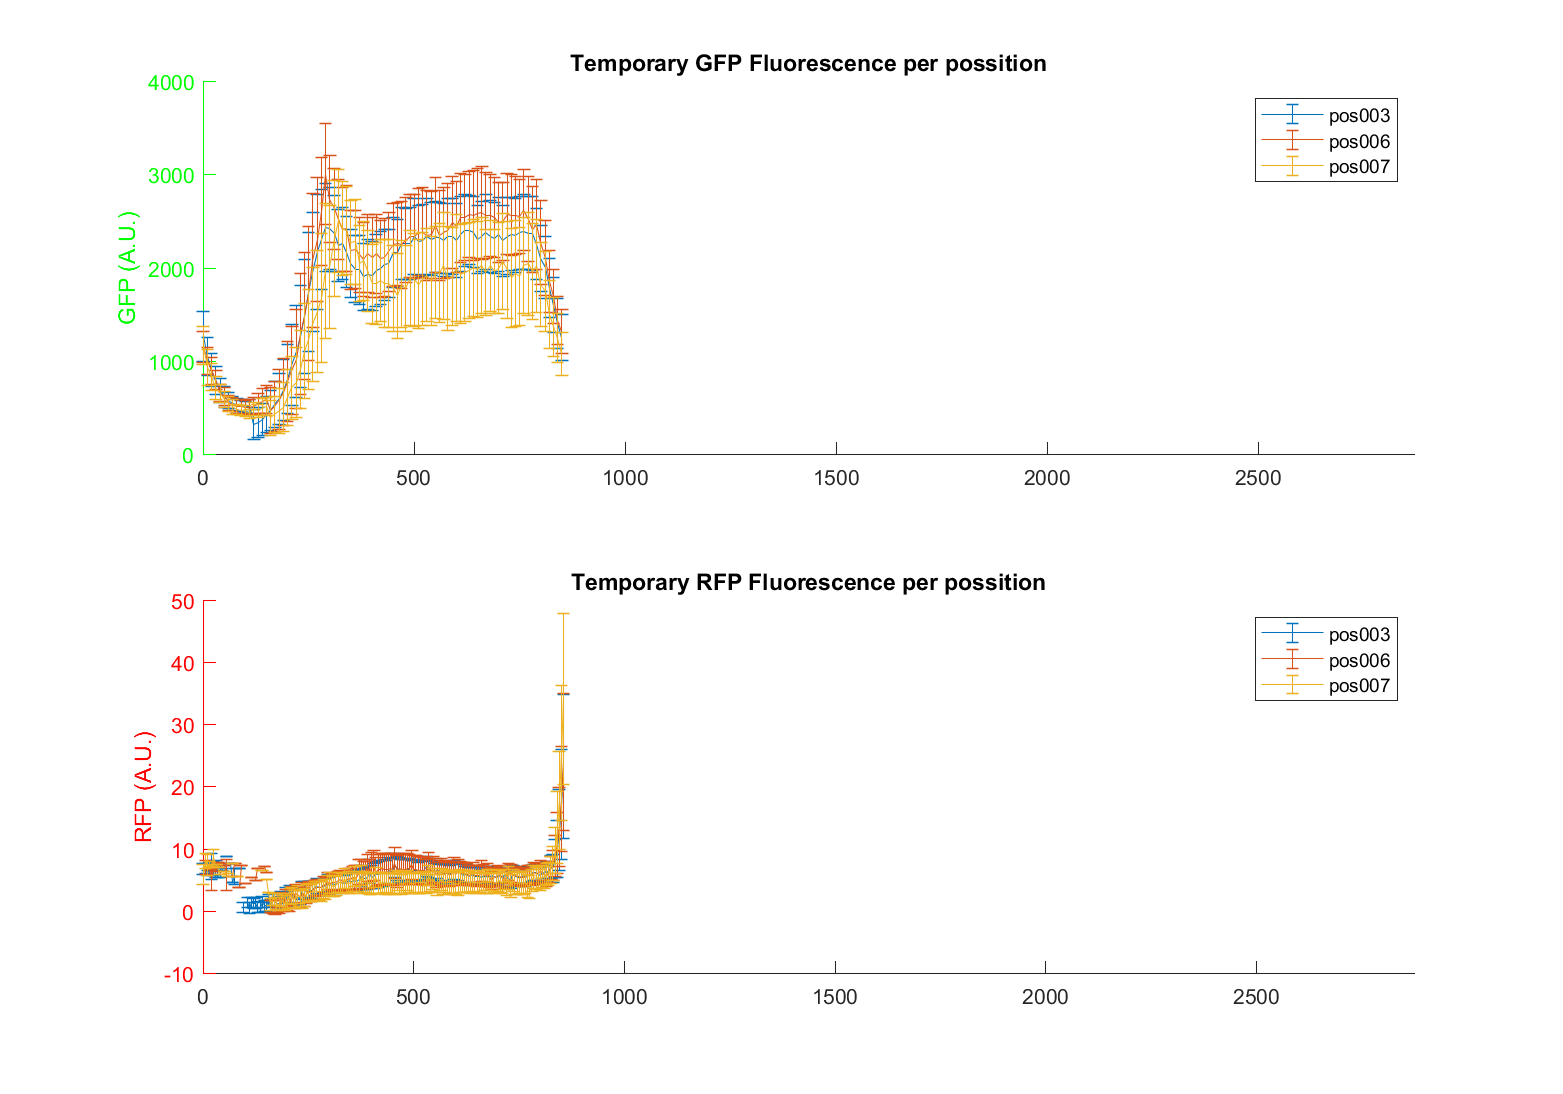 Temporary GFP Fluorescence per possition
4000
3000
2000
1000
0
GFP (A.U.)
pos003
pos006
pos007
0 500 1000 1500 2000 2500
Temporary RFP Fluorescence per possition
50
40
30
20
10
0
-10
RFP (A.U.)
pos003
pos006
pos007
0 500 1000 1500 2000 2500